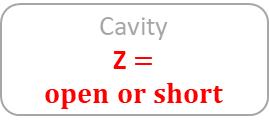 Cavity
Z =
open or short